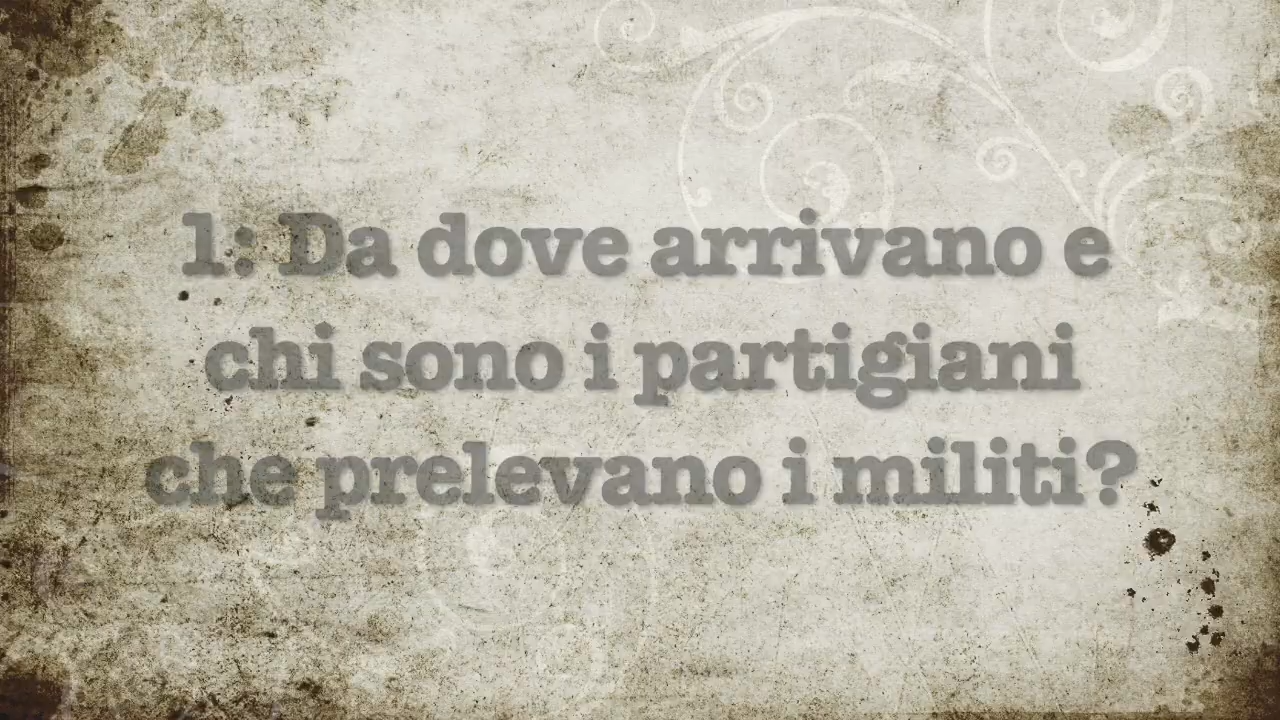 1: Da dove arrivano e
chi sono i partigiani
che prelevano i militi?